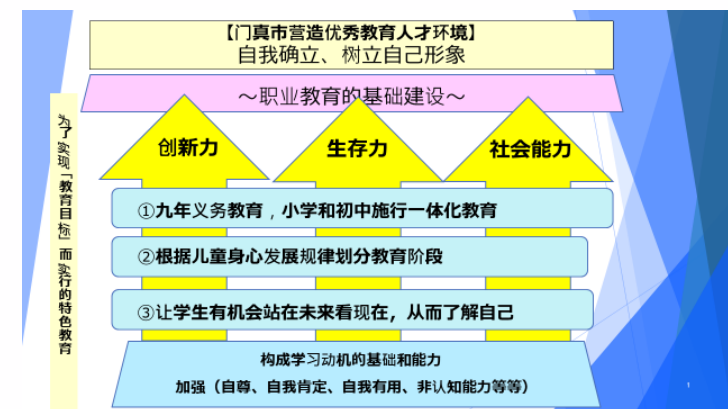 【门真市营造优秀教育人才环境】
自我确立、树立自己形象
～职业教育的基础建设～
为了实现「教育目标」而实行的特色教育
创新力
生存力
社会能力
①九年义务教育，小学和初中施行一体化教育
②根据儿童身心发展规律划分教育阶段
③让学生有机会站在未来看现在，从而了解自己
构成学习动机的基础和能力
加强（自尊、自我肯定、自我有用、非认知能力等等）
1